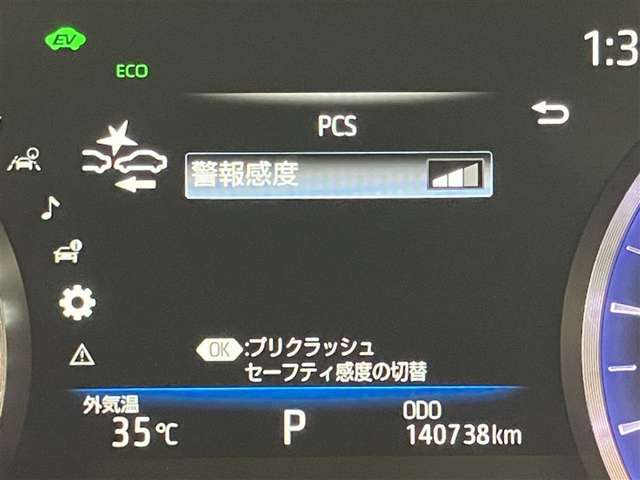 EV
1:3
ECO
PCS
警報感度
OK:プリクラッシュ
セーフティ感度の切替
外気温
35℃
P
ODO
140738km